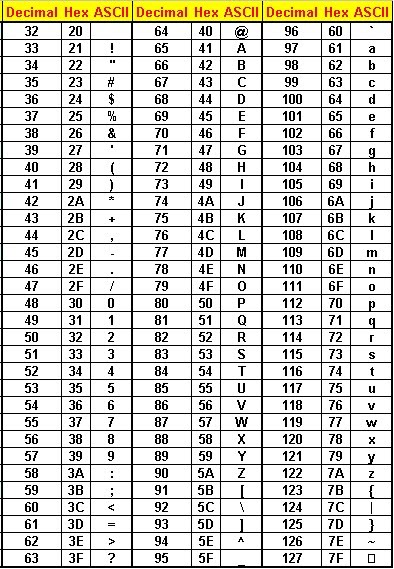 Decimal Hex ASCII Decimal Hex ASCII Decimal Hex ASCII
32 20 64 40 @ 96 60 `
33 21 ! 65 41 A 97 61 a
34 22 " 66 42 B 98 62 b
35 23 # 67 43 C 99 63 c
36 24 $ 68 44 D 100 64 d
37 25 % 69 45 E 101 65 e
38 26 & 70 46 F 102 66 f
39 27 ' 71 47 G 103 67 g
40 28 ( 72 48 H 104 68 h
41 29 ) 73 49 I 105 69 i
42 2A * 74 4A J 106 6A j
43 2B + 75 4B K 107 6B k
44 2C , 76 4C L 108 6C l
45 2D - 77 4D M 109 6D m
46 2E . 78 4E N 110 6E n
47 2F / 79 4F O 111 6F o
48 30 0 80 50 P 112 70 p
49 31 1 81 51 Q 113 71 q
50 32 2 82 52 R 114 72 r
51 33 3 83 53 S 115 73 s
52 34 4 84 54 T 116 74 t
53 35 5 85 55 U 117 75 u
54 36 6 86 56 V 118 76 v
55 37 7 87 57 W 119 77 w
56 38 8 88 58 X 120 78 x
57 39 9 89 59 Y 121 79 y
58 3A : 90 5A Z 122 7A z
59 3B ; 91 5B [ 123 7B {
60 3C < 92 5C \ 124 7C |
61 3D = 93 5D ] 125 7D }
62 3E > 94 5E ^ 126 7E ~
63 3F ? 95 5F _ 127 7F □